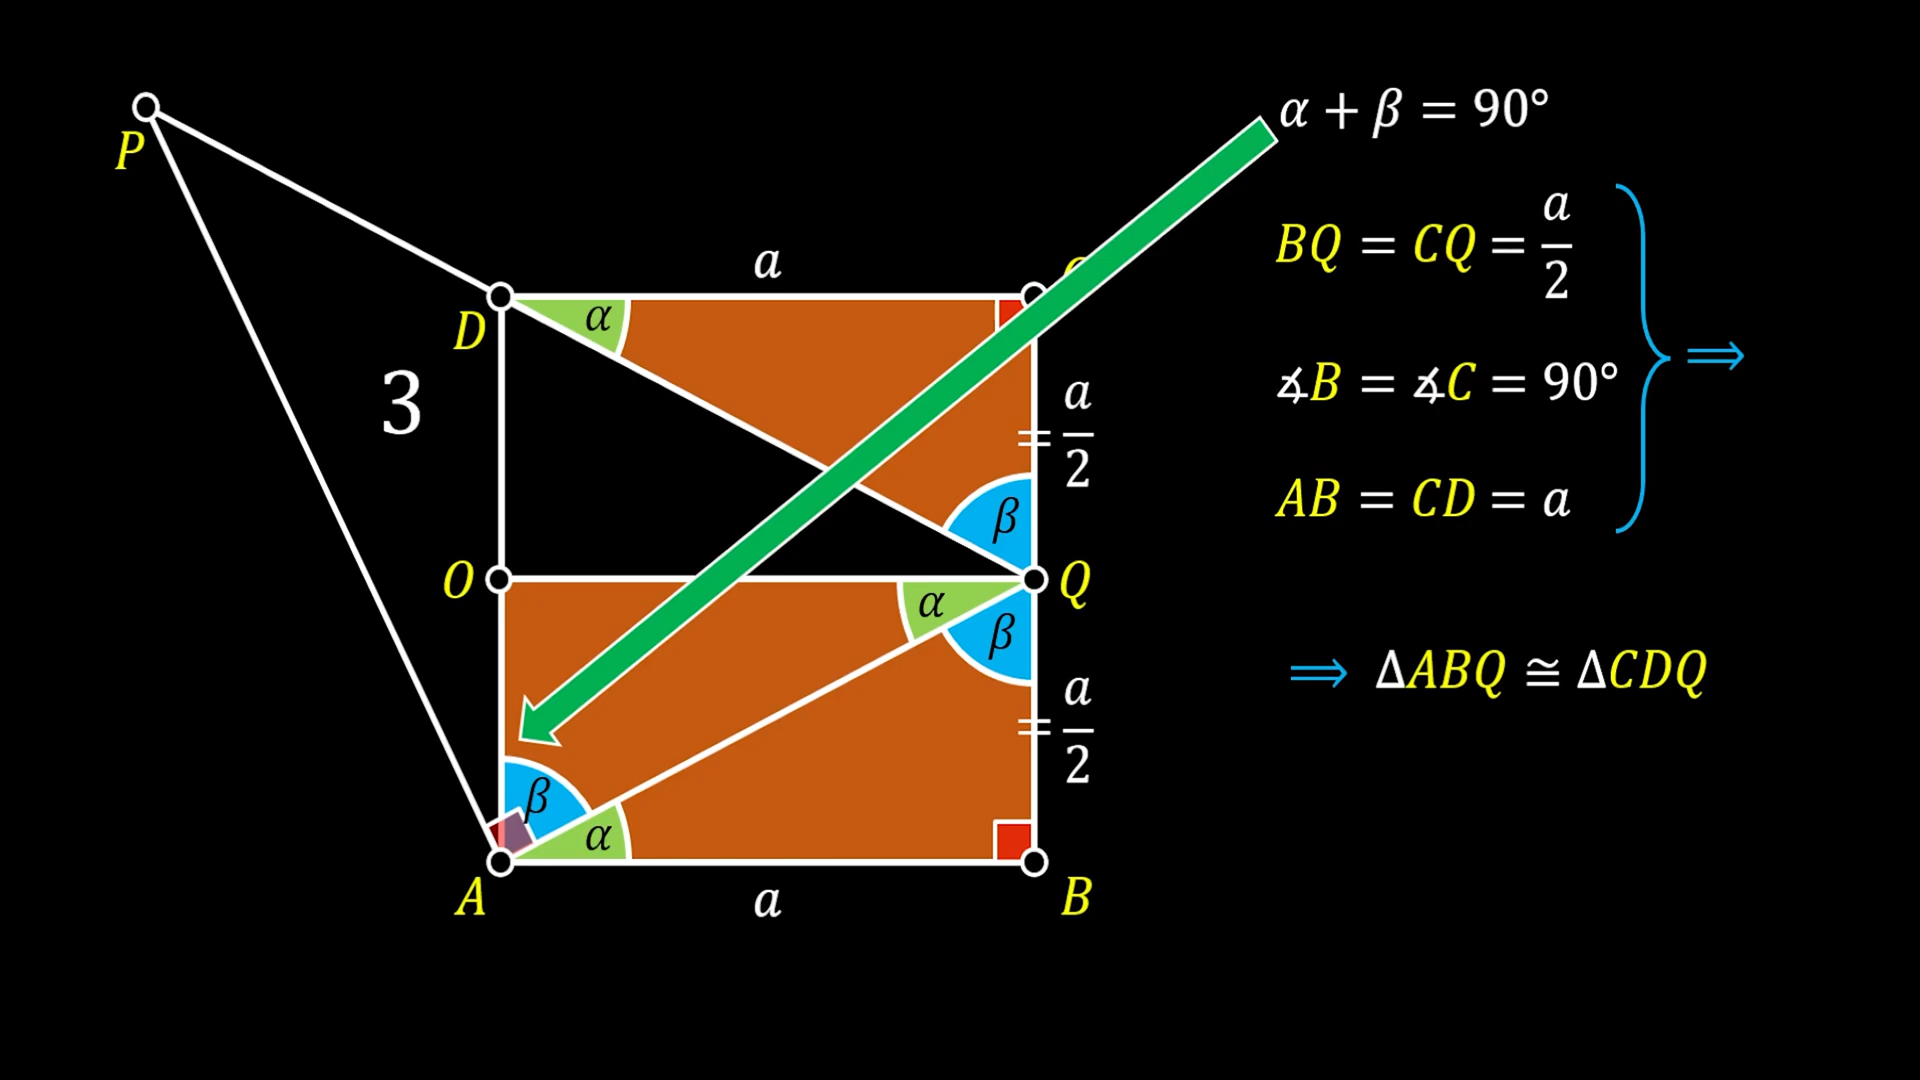 α + β = 90°
P
BQ = CQ = a/2
a
D
α
3
∡B = ∡C = 90°
a/2
=
AB = CD = a
β
O
Q
α
β
⇒
⇒ ΔABQ ≅ ΔCDQ
a/2
=
β
α
A
B
a